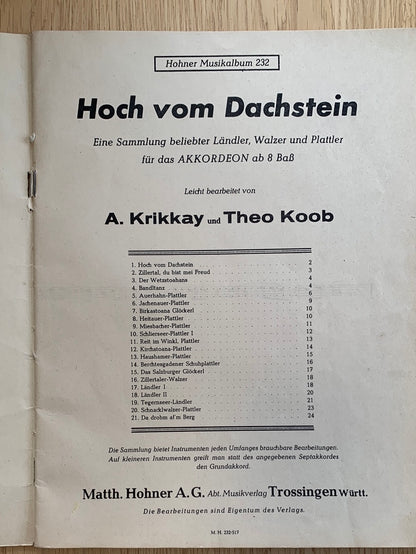 Hohner Musikalbum 232
Hoch vom Dachstein
Eine Sammlung beliebter Ländler, Walzer und Plattler
für das AKKORDEON ab 8 Baß
Leicht bearbeitet von
A. Krikkay und Theo Koob
1. Hoch vom Dachstein 2
2. Zillertal, du bist mei Freud 3
3. Der Wetzstoahans 4
4. Bandltanz 4
5. Auerhahn-Plattler 6
6. Jachenauer-Plattler 9
7. Birkastoana Glöckerl 10
8. Heitauer-Plattler 10
9. Miesbacher-Plattler 11
10. Schlierseer-Plattler I 12
11. Reit im Winkl, Plattler 13
12. Kirchstoana-Plattler 14
13. Haushamer-Plattler 15
14. Berchtesgadener Schuhplattler 16
15. Das Salzburger Glöckerl 17
16. Zillertaler-Walzer 18
17. Ländler I 18
18. Ländler II 20
19. Tegernseer-Ländler 21
20. Schnacklwalzer-Plattler 23
21. Da drobm af'm Berg 24
Die Sammlung bietet Instrumenten jeden Umfanges brauchbare Bearbeitungen.
Auf kleineren Instrumenten greift man statt des angegebenen Septakkordes
den Grundakkord.
Matth. Hohner A.G. Abt. Musikverlag Trossingen Württ.
Die Bearbeitungen sind Eigentum des Verlags.
M. H. 232-517